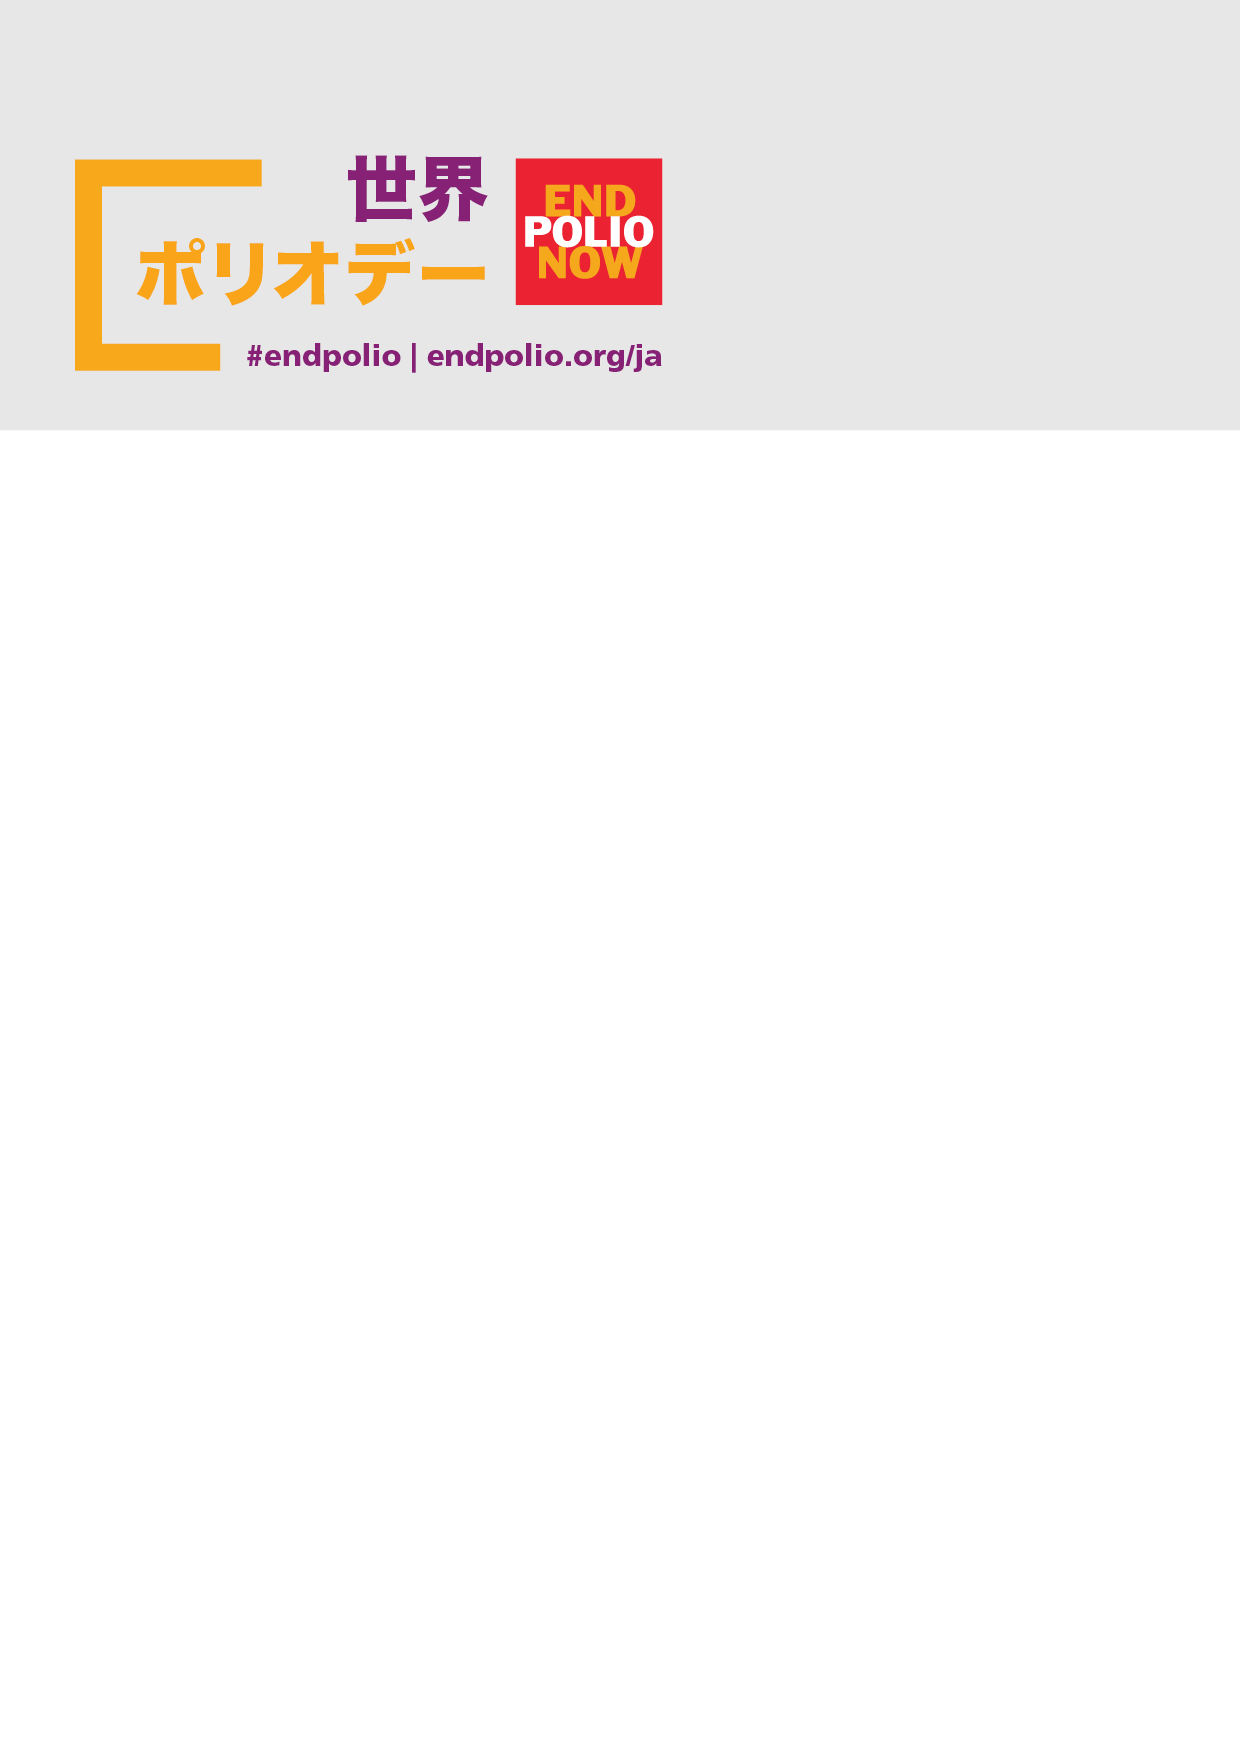 世界
ポリオデー
END
POLIO
NOW
#endpolio | endpolio.org/ja